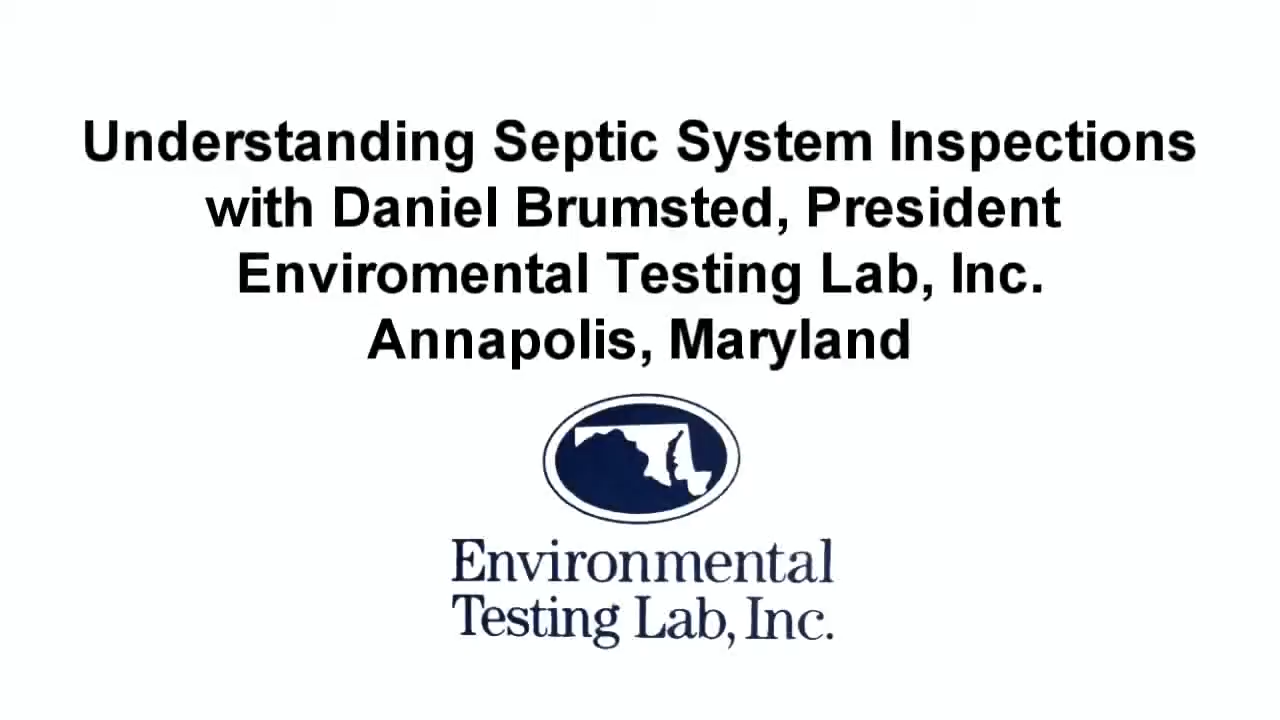 Understanding Septic System Inspections
with Daniel Brumsted, President
Enviromental Testing Lab, Inc.
Annapolis, Maryland
Environmental
Testing Lab, Inc.